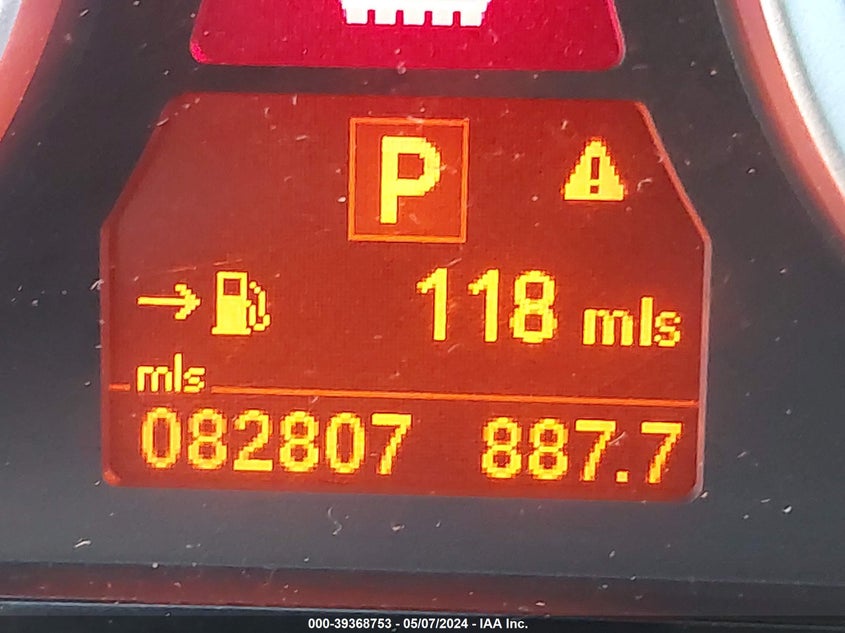 P
118 mls
mls
082807 887.7
000-39368753 - 05/07/2024 - IAA Inc.